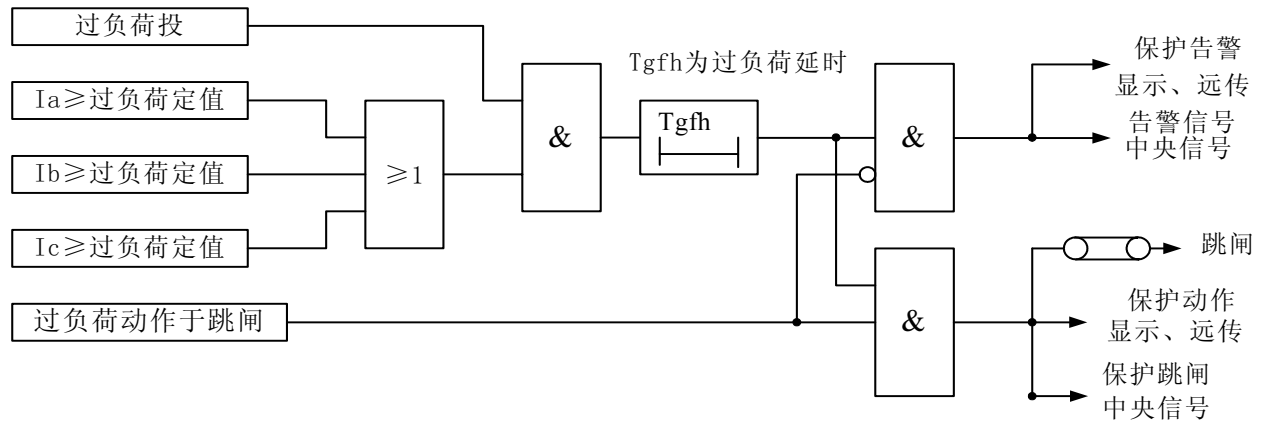 过负荷投
Ia≥过负荷定值
Ib≥过负荷定值
Ic≥过负荷定值
过负荷动作于跳闸
≥1
&
Tgfh为过负荷延时
Tgfh
&
&
保护告警
显示、远传
告警信号
中央信号
跳闸
保护动作
显示、远传
保护跳闸
中央信号